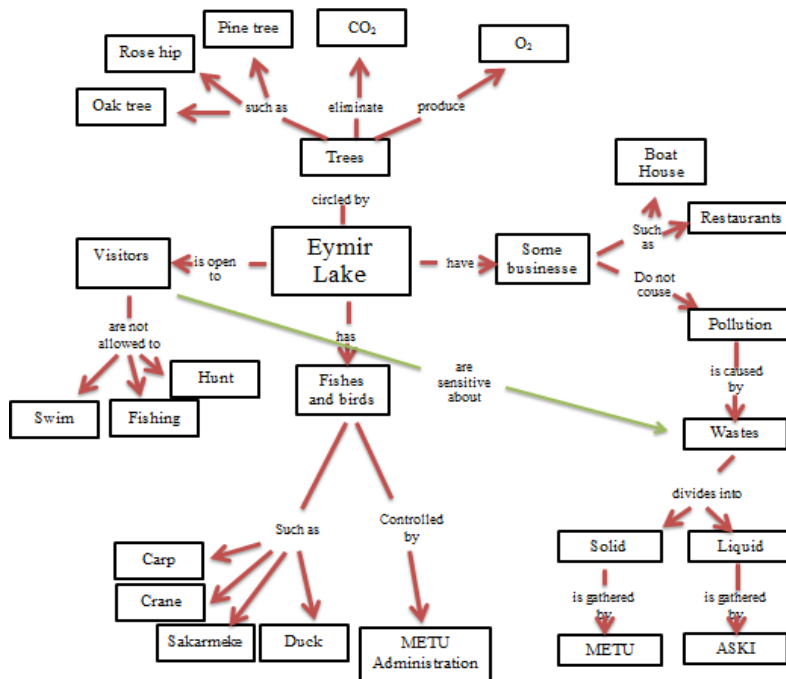 Pine tree
CO₂
O₂
Rose hip
Oak tree
such as
eliminate
produce
Trees
Boat
House
circled by
Restaurants
Such
as
Visitors
is open
to
Eymir
Lake
have
Some
businesse
Do not
couse
Pollution
are not
allowed to
has
is caused
by
Hunt
Fishes
and birds
are
sensitive
about
Swim
Fishing
Wastes
divides into
Such as
Controlled
by
Carp
Solid
Liquid
Crane
is gathered
by
is gathered
by
Sakarmeke
Duck
METU
Administration
METU
ASKI